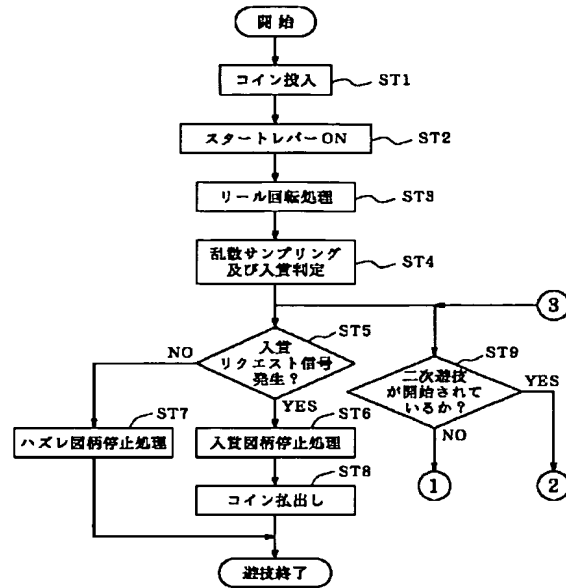 開始
コイン投入
ST1
スタートレバーON
ST2
リール回転処理
ST3
乱数サンプリング
及び入賞判定
ST4
3
ST5
入賞
リクエスト信号
発生?
NO
YES
ST9
二次遊技
が開始されて
いるか?
YES
NO
ST7
ハズレ図柄停止処理
ST6
入賞図柄停止処理
ST8
コイン払出し
1
2
遊技終了